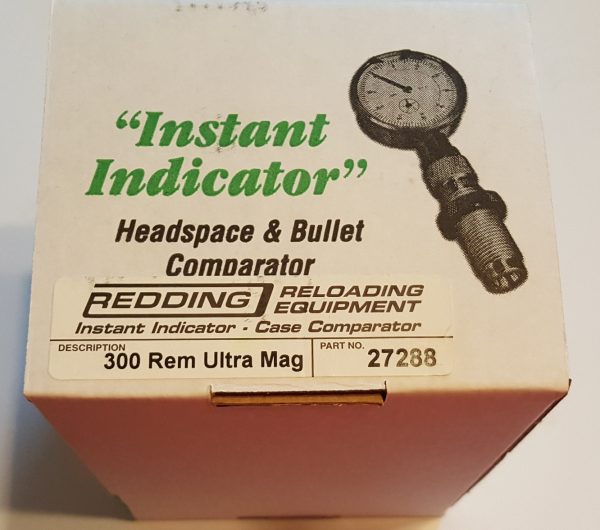 “Instant
Indicator”
Headspace & Bullet
Comparator
REDDING RELOADING
EQUIPMENT
Instant Indicator - Case Comparator
DESCRIPTION
300 Rem Ultra Mag
PART NO.
27288